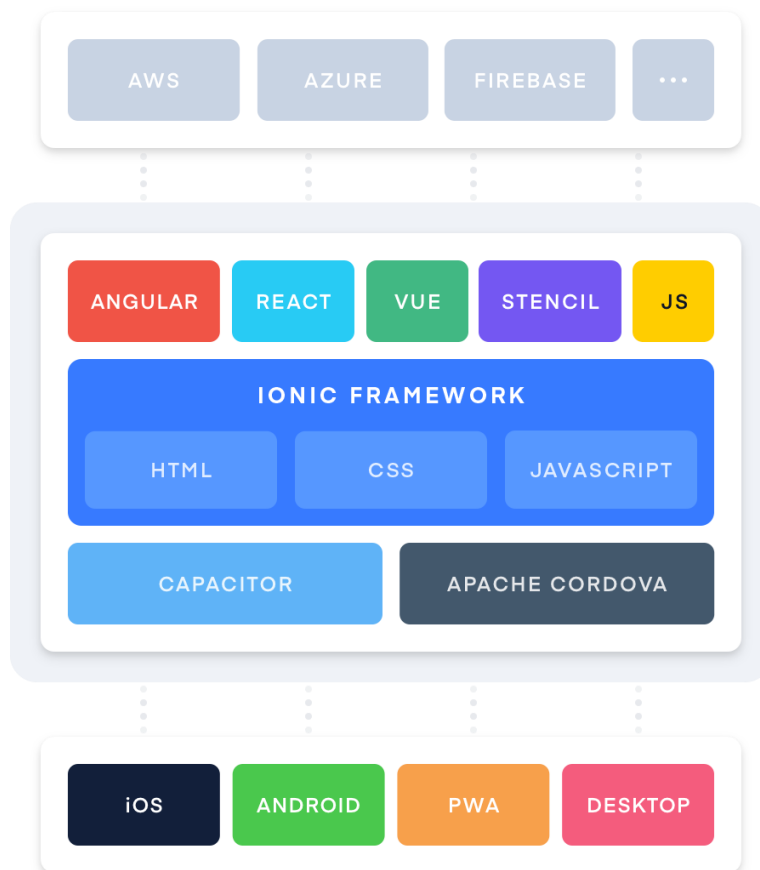 AWS AZURE FIREBASE •••
ANGULAR REACT VUE STENCIL JS
IONIC FRAMEWORK
HTML CSS JAVASCRIPT
CAPACITOR APACHE CORDOVA
iOS ANDROID PWA DESKTOP